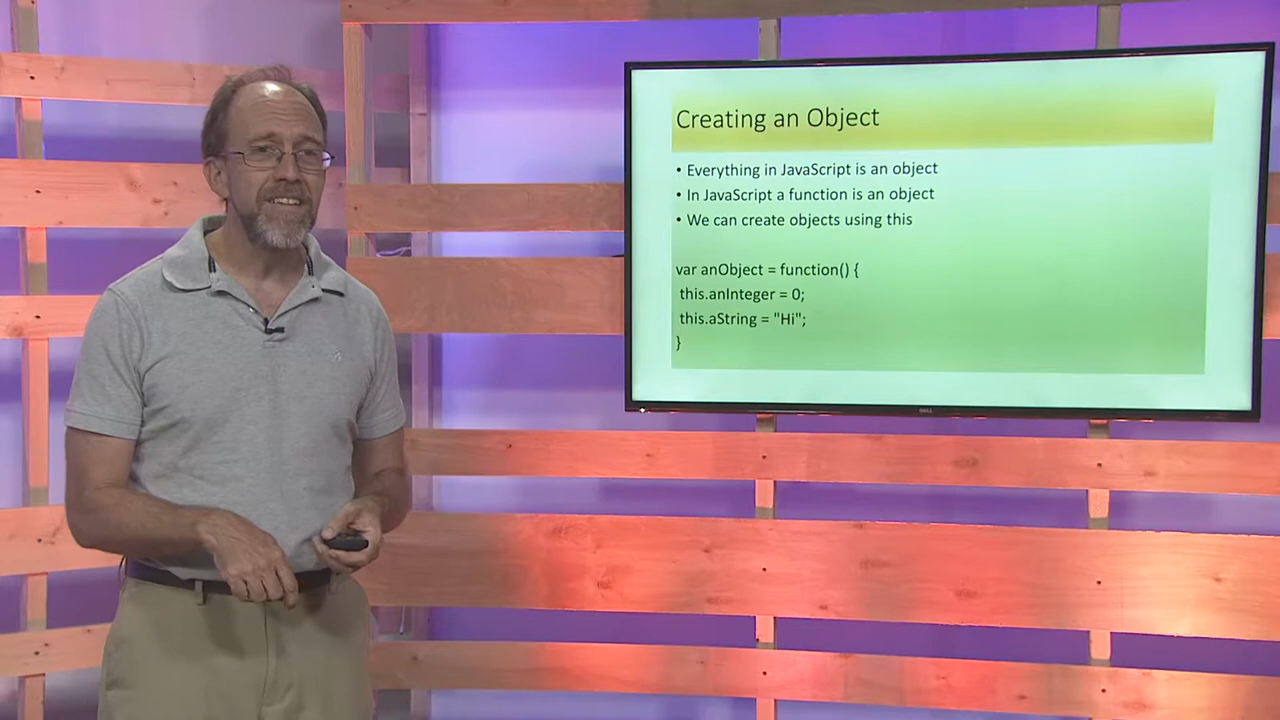 Creating an Object
• Everything in JavaScript is an object
• In JavaScript a function is an object
• We can create objects using this
var anObject = function() {
this.anInteger = 0;
this.aString = "Hi";
}
DELL